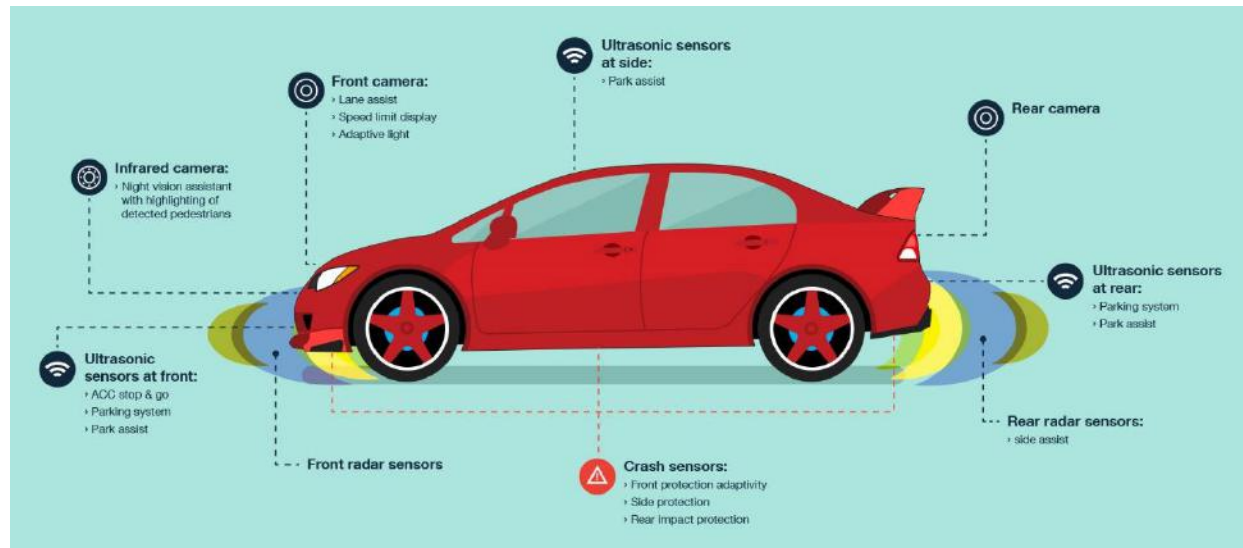 Ultrasonic sensors
at side:
› Park assist
Front camera:
› Lane assist
› Speed limit display
› Adaptive light
Rear camera
Infrared camera:
› Night vision assistant
with highlighting of
detected pedestrians
Ultrasonic sensors
at rear:
› Parking system
› Park assist
Ultrasonic
sensors at front:
› ACC stop & go
› Parking system
› Park assist
Front radar sensors
Crash sensors:
› Front protection adaptivity
› Side protection
› Rear impact protection
Rear radar sensors:
› side assist